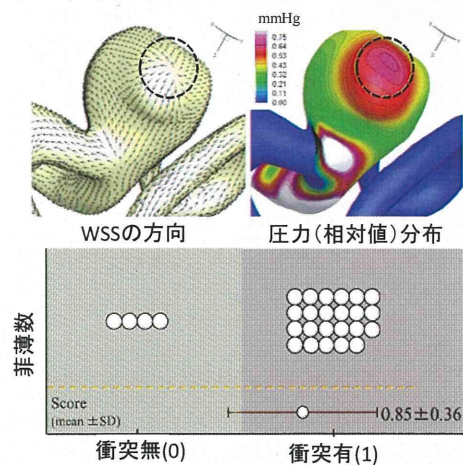 mmHg
0.75
0.64
0.53
0.43
0.32
0.21
0.11
0.00
WSSの方向
圧力(相対値)分布
菲薄数
Score
(mean ±SD)
0.85±0.36
衝突無(0)
衝突有(1)